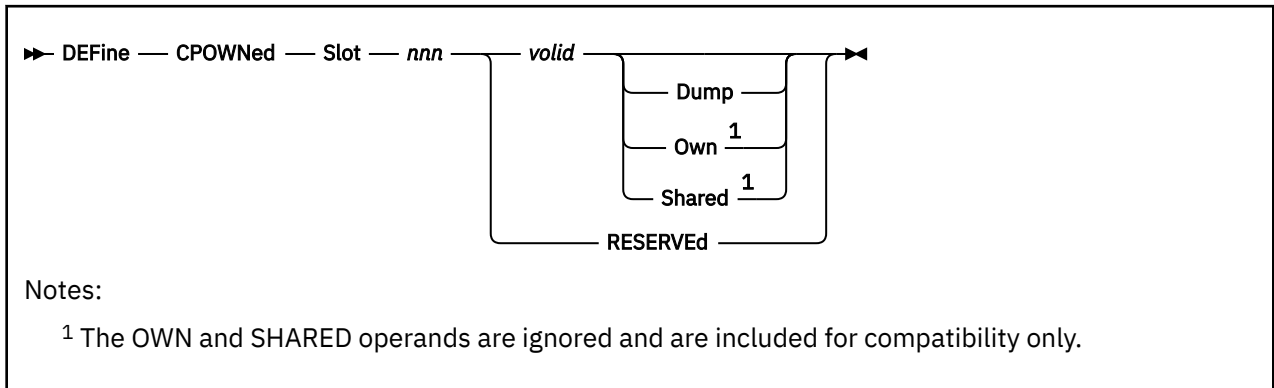 DEFine CPOWNed Slot nnn volid
Dump
Own 1
Shared 1
RESERVEd
Notes:
1 The OWN and SHARED operands are ignored and are included for compatibility only.